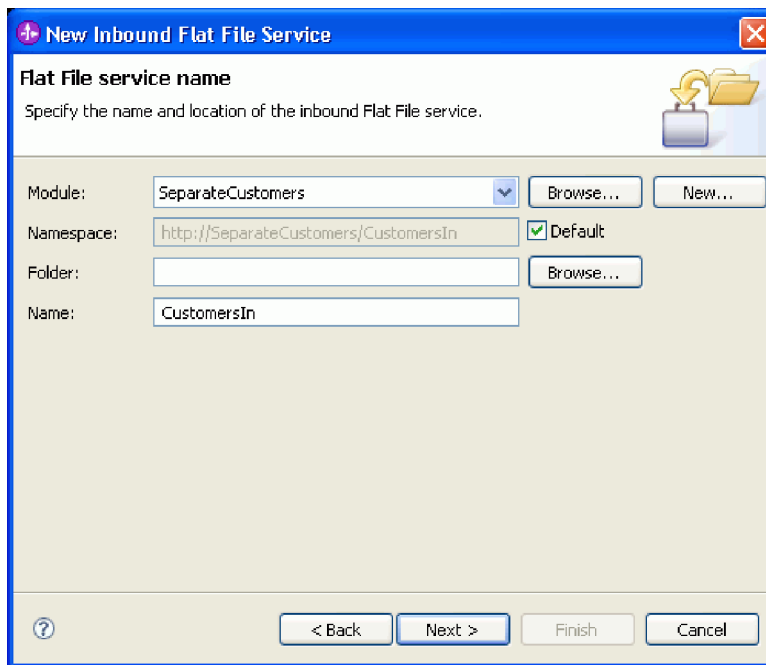 New Inbound Flat File Service
Flat File service name
Specify the name and location of the inbound Flat File service.
Module: SeparateCustomers Browse... New...
Namespace: http://SeparateCustomers/CustomersIn Default
Folder: Browse...
Name: CustomersIn
? < Back Next > Finish Cancel